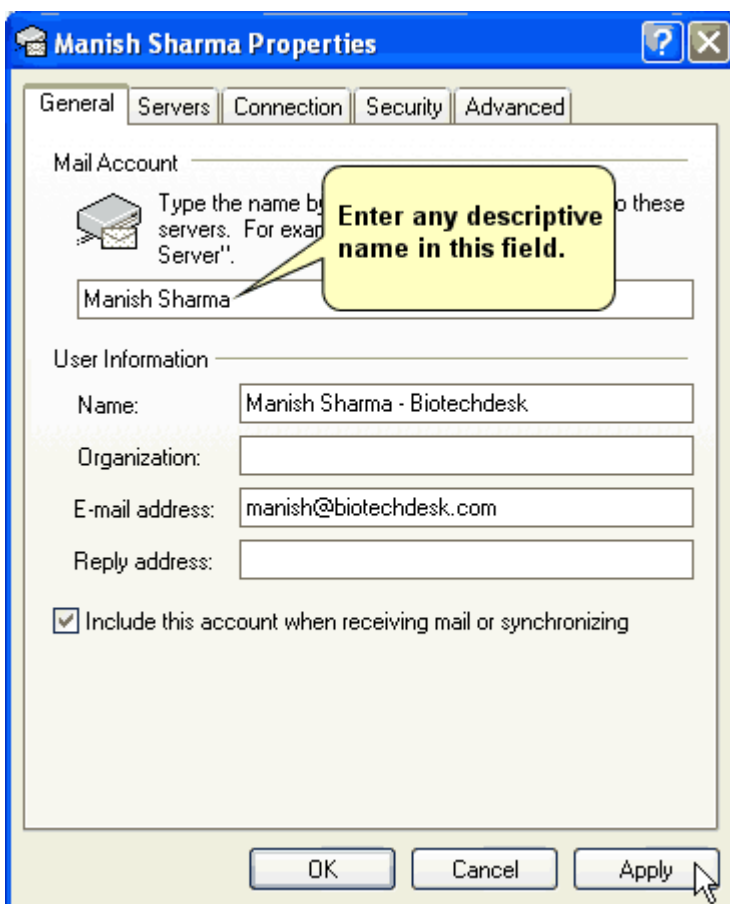 Manish Sharma Properties
General Servers Connection Security Advanced
Mail Account
Type the name by o these
servers. For exam
Server".
Enter any descriptive
name in this field.
Manish Sharma
User Information
Name: Manish Sharma - Biotechdesk
Organization:
E-mail address: manish@biotechdesk.com
Reply address:
Include this account when receiving mail or synchronizing
OK Cancel Apply